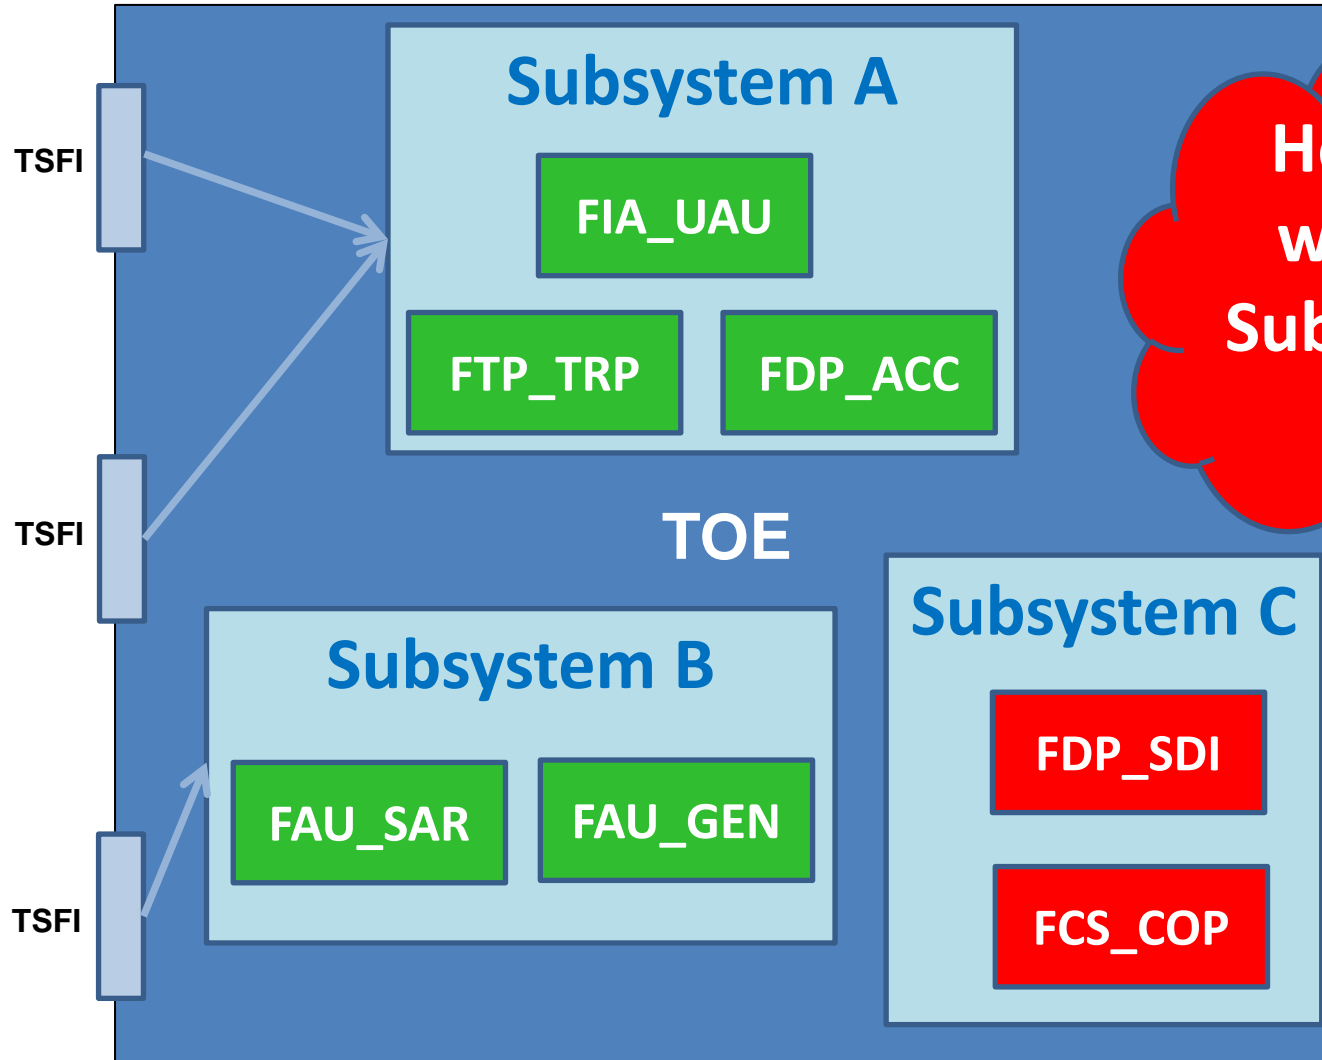 Subsystem A
TSFI
FIA_UAU
FTP_TRP
FDP_ACC
TSFI
TOE
Subsystem B
FAU_SAR
FAU_GEN
TSFI
Subsystem C
FDP_SDI
FCS_COP